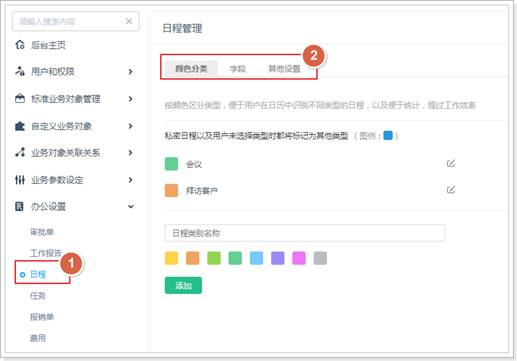 请输入搜索内容
后台主页
用户和权限
标准业务对象管理
自定义业务对象
业务对象关联关系
业务参数设定
办公设置
审批单
工作报告
1
日程
任务
报销单
费用
日程管理
2
颜色分类 字段 其他设置
按颜色区分类型，便于用户在日历中识别不同类型的日程，以及便于统计，提过工作效率
私密日程以及用户未选择类型时都将标记为其他类型 （图例： ）
会议
拜访客户
日程类别名称
添加